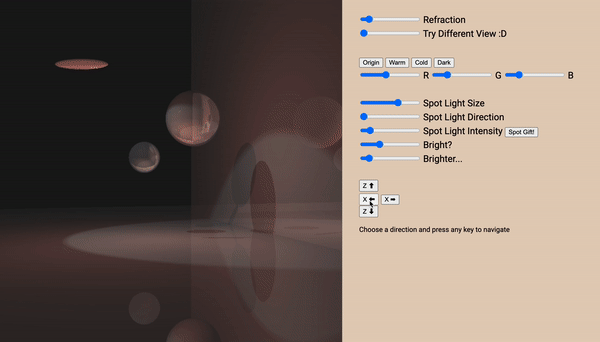 Refraction
Try Different View :D
Origin Warm Cold Dark
R G B
Spot Light Size
Spot Light Direction
Spot Light Intensity Spot Gift!
Bright?
Brighter...
Z ⬆
X ⬅ X ➡
Z ⬇
Choose a direction and press any key to navigate